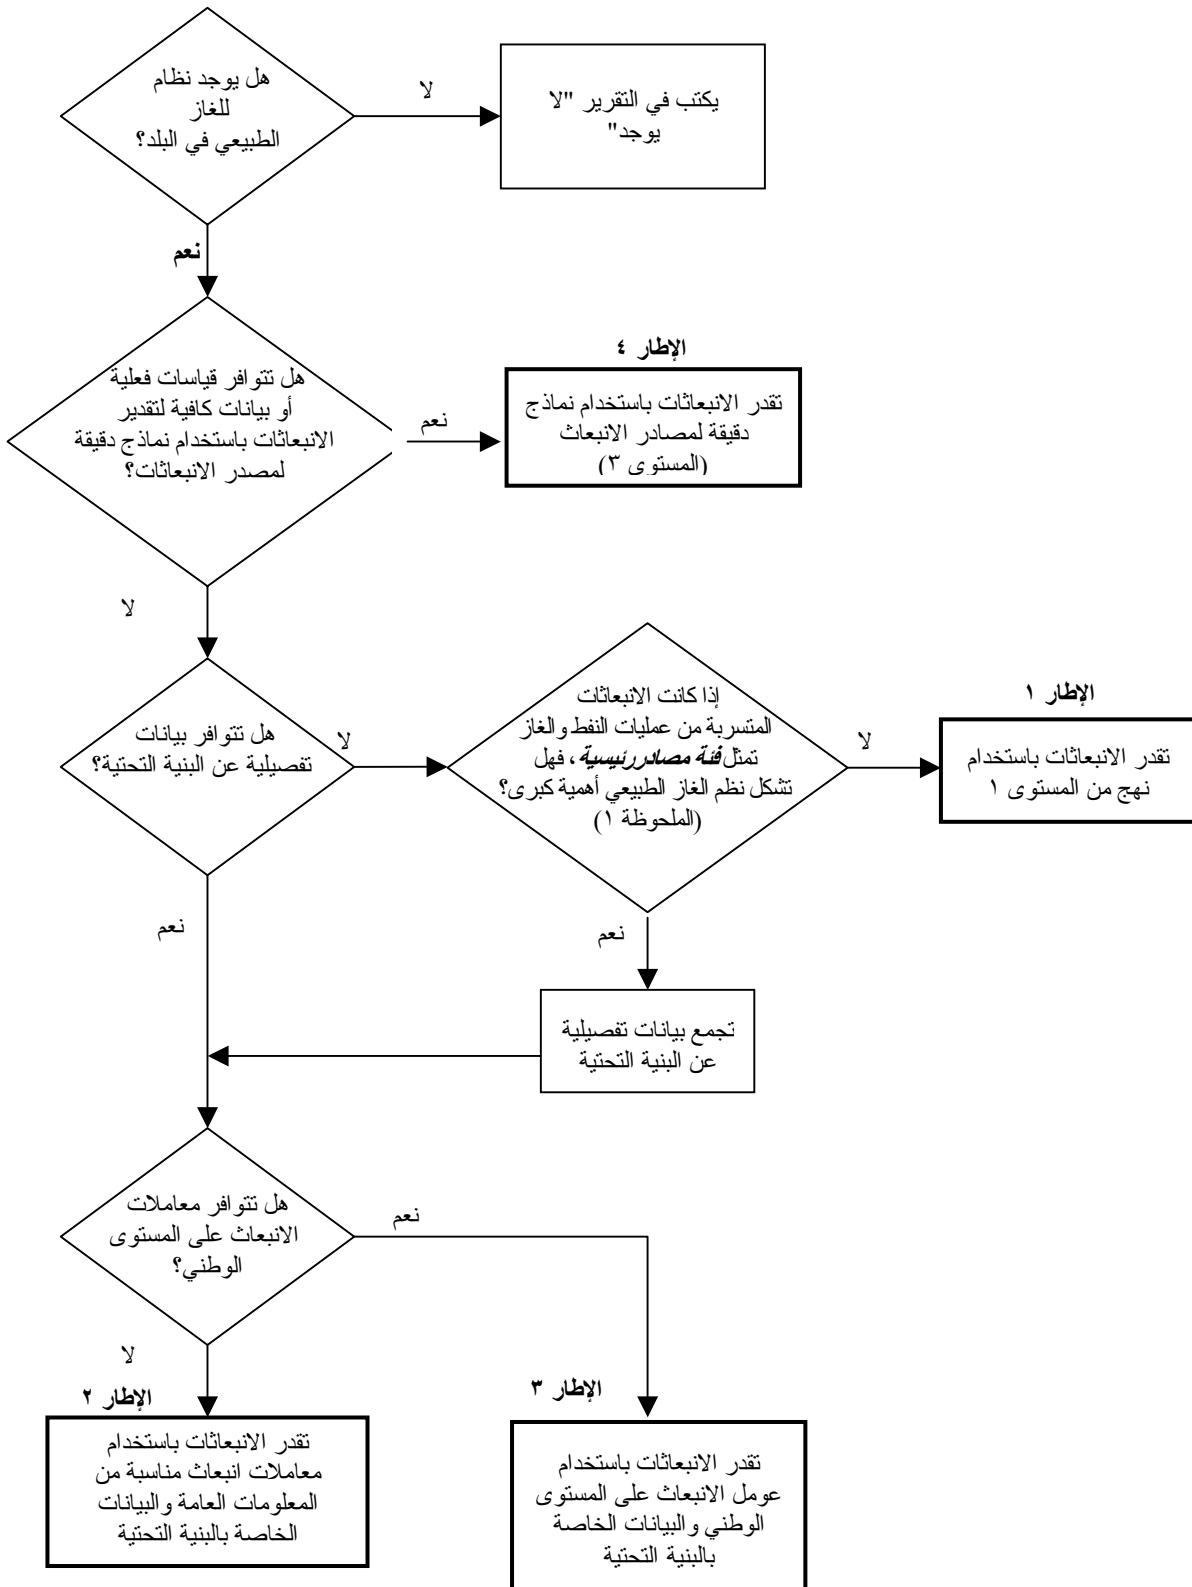 هل يوجد نظام
للغاز
الطبيعي في البلد؟
لا
يكتب في التقرير "لا
يوجد"
نعم
هل تتوافر قياسات فعلية
أو بيانات كافية لتقدير
الانبعاثات باستخدام نماذج دقيقة
لمصدر الانبعاثات؟
نعم
الإطار ٤
تقدر الانبعاثات باستخدام نماذج
دقيقة لمصادر الانبعاث
(المستوى ٣)
لا
هل تتوافر بيانات
تفصيلية عن البنية التحتية؟
لا
إذا كانت الانبعاثات
المتسربة من عمليات النفط والغاز
تمثل فئة مصادر رئيسية، فهل
تشكل نظم الغاز الطبيعي أهمية كبرى؟
(الملحوظة ١)
لا
الإطار ١
تقدر الانبعاثات باستخدام
نهج من المستوى ١
نعم
نعم
تجمع بيانات تفصيلية
عن البنية التحتية
هل تتوافر معاملات
الانبعاث على المستوى
الوطني؟
نعم
لا
الإطار ٢
تقدر الانبعاثات باستخدام
معاملات انبعاث مناسبة من
المعلومات العامة والبيانات
الخاصة بالبنية التحتية
الإطار ٣
تقدر الانبعاثات باستخدام
عومل الانبعاث على المستوى
الوطني والبيانات الخاصة
بالبنية التحتية